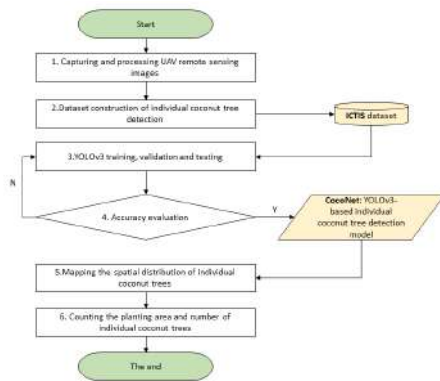 Start
1. Capturing and processing UAV remote sensing
images
2.Dataset construction of individual coconut tree
detection
ICTIS dataset
3.YOLOv3 training, validation and testing
N
4. Accuracy evaluation
Y
CocoNet: YOLOv3-
based individual
coconut tree detection
model
5.Mapping the spatial distribution of individual
coconut trees
6. Counting the planting area and number of
individual coconut trees
The end